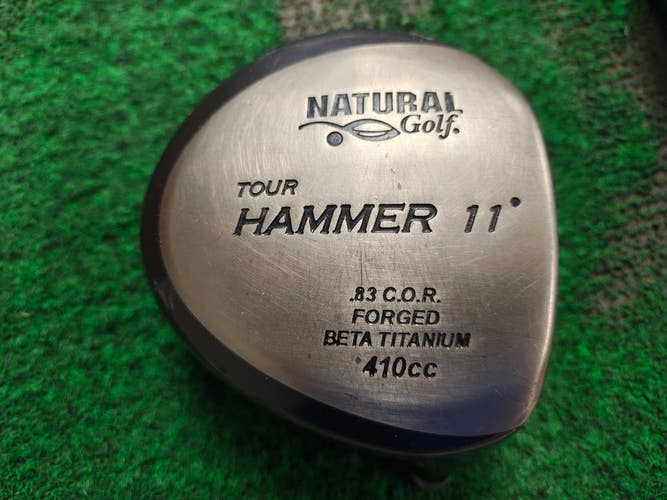 NATURAL
Golf.
TOUR
HAMMER 11°
.83 C.O.R.
FORGED
BETA TITANIUM
410cc